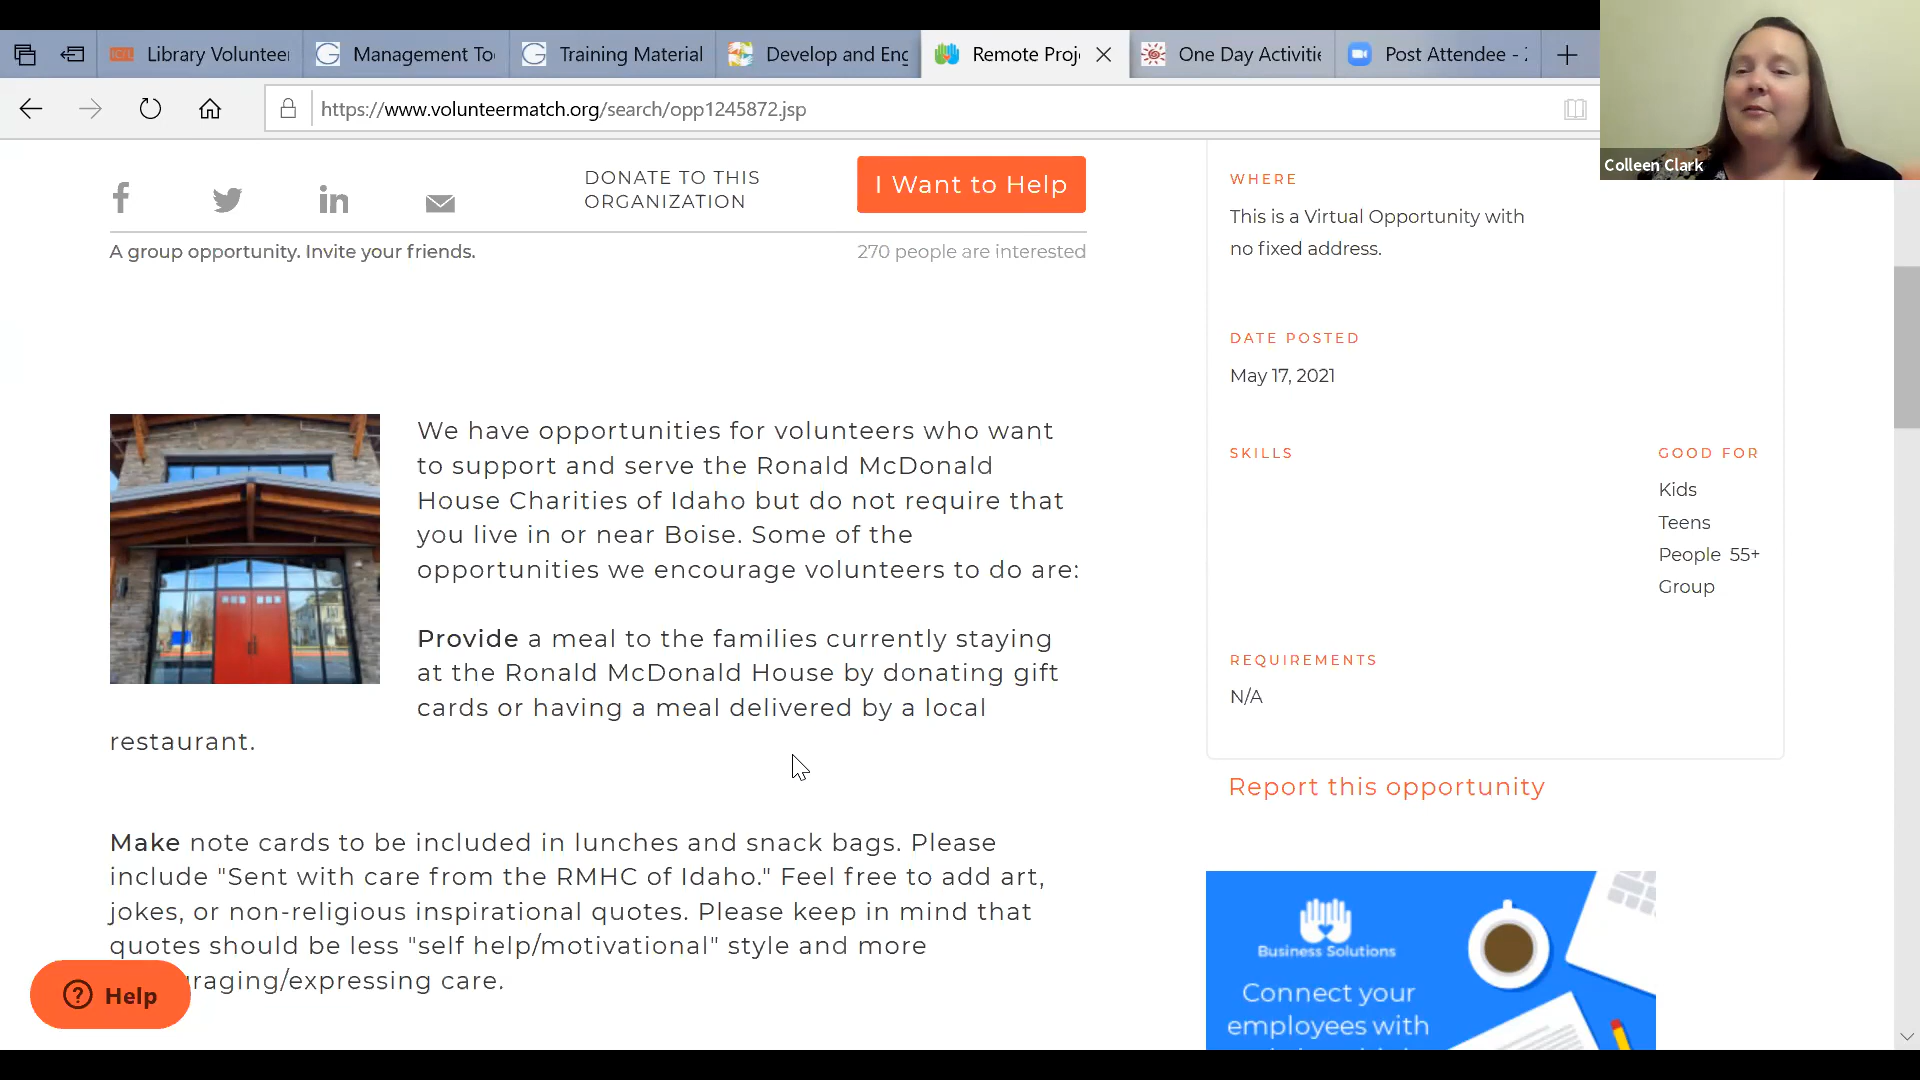 Library Volunteer
Management To
Training Material
Develop and Eng
Remote Proj
One Day Activitie
Post Attendee -
https://www.volunteermatch.org/search/opp1245872.jsp
Colleen Clark
DONATE TO THIS
ORGANIZATION
I Want to Help
A group opportunity. Invite your friends.
270 people are interested
We have opportunities for volunteers who want
to support and serve the Ronald McDonald
House Charities of Idaho but do not require that
you live in or near Boise. Some of the
opportunities we encourage volunteers to do are:
Provide a meal to the families currently staying
at the Ronald McDonald House by donating gift
cards or having a meal delivered by a local
restaurant.
Make note cards to be included in lunches and snack bags. Please
include "Sent with care from the RMHC of Idaho." Feel free to add art,
jokes, or non-religious inspirational quotes. Please keep in mind that
quotes should be less "self help/motivational" style and more
uraging/expressing care.
Help
WHERE
This is a Virtual Opportunity with
no fixed address.
DATE POSTED
May 17, 2021
SKILLS
GOOD FOR
Kids
Teens
People 55+
Group
REQUIREMENTS
N/A
Report this opportunity
Business Solutions
Connect your
employees with